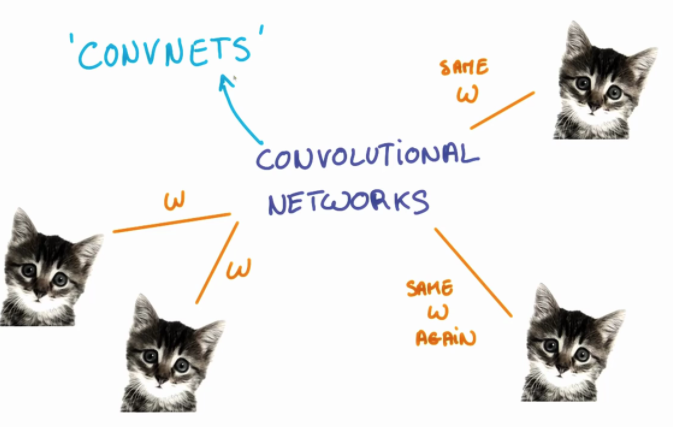 'CONVNETS'
SAME
W
CONVOLUTIONAL
NETWORKS
W
W
SAME
W
AGAIN